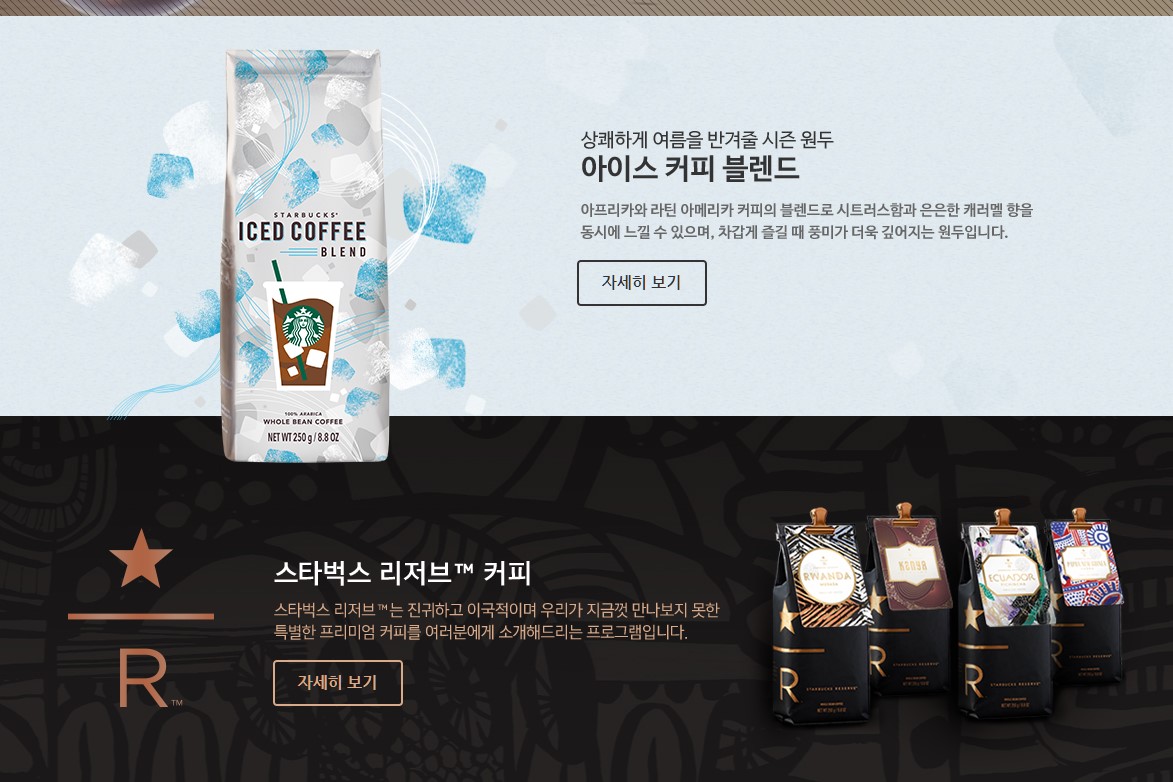 STARBUCKS®
ICED COFFEE
BLEND
100% ARABICA
WHOLE BEAN COFFEE
NET WT 250 g / 8.8 OZ
상쾌하게 여름을 반겨줄 시즌 원두
아이스 커피 블렌드
아프리카와 라틴 아메리카 커피의 블렌드로 시트러스함과 은은한 캐러멜 향을
동시에 느낄 수 있으며, 차갑게 즐길 때 풍미가 더욱 깊어지는 원두입니다.
자세히 보기
R™
스타벅스 리저브™ 커피
스타벅스 리저브™는 진귀하고 이국적이며 우리가 지금껏 만나보지 못한
특별한 프리미엄 커피를 여러분에게 소개해드리는 프로그램입니다.
자세히 보기
RWANDA
KENYA
ECUADOR
PAPUA NEW GUINEA
R
STARBUCKS RESERVE
R
STARBUCKS RESERVE